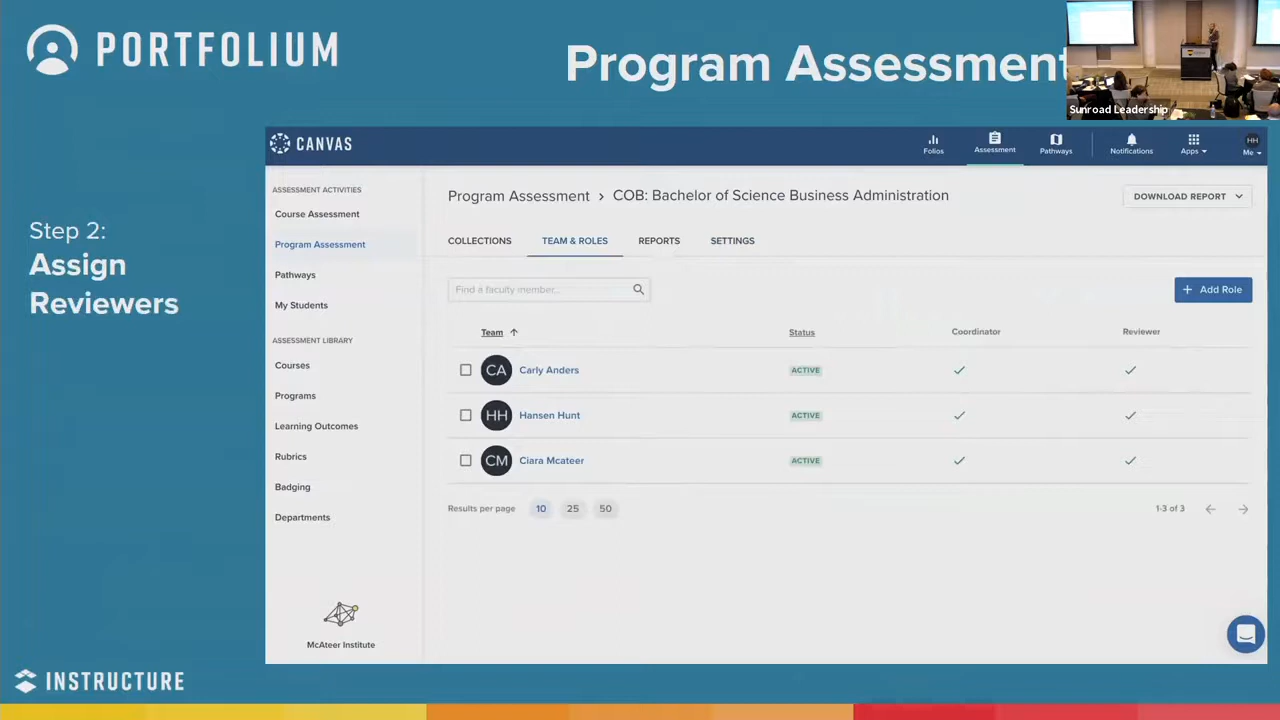 PORTFOLIUM
Program Assessment
Sunroad Leadership
Step 2:
Assign
Reviewers
CANVAS
Folios
Assessment
Pathways
Notifications
Apps
HH
Me
ASSESSMENT ACTIVITIES
Course Assessment
Program Assessment
Pathways
My Students
ASSESSMENT LIBRARY
Courses
Programs
Learning Outcomes
Rubrics
Badging
Departments
McAteer Institute
Program Assessment › COB: Bachelor of Science Business Administration
DOWNLOAD REPORT
COLLECTIONS TEAM & ROLES REPORTS SETTINGS
Find a faculty member...
+ Add Role
Team ↑ Status Coordinator Reviewer
CA Carly Anders ACTIVE ✓ ✓
HH Hansen Hunt ACTIVE ✓ ✓
CM Ciara Mcateer ACTIVE ✓ ✓
Results per page 10 25 50 1-3 of 3 ← →
INSTRUCTURE